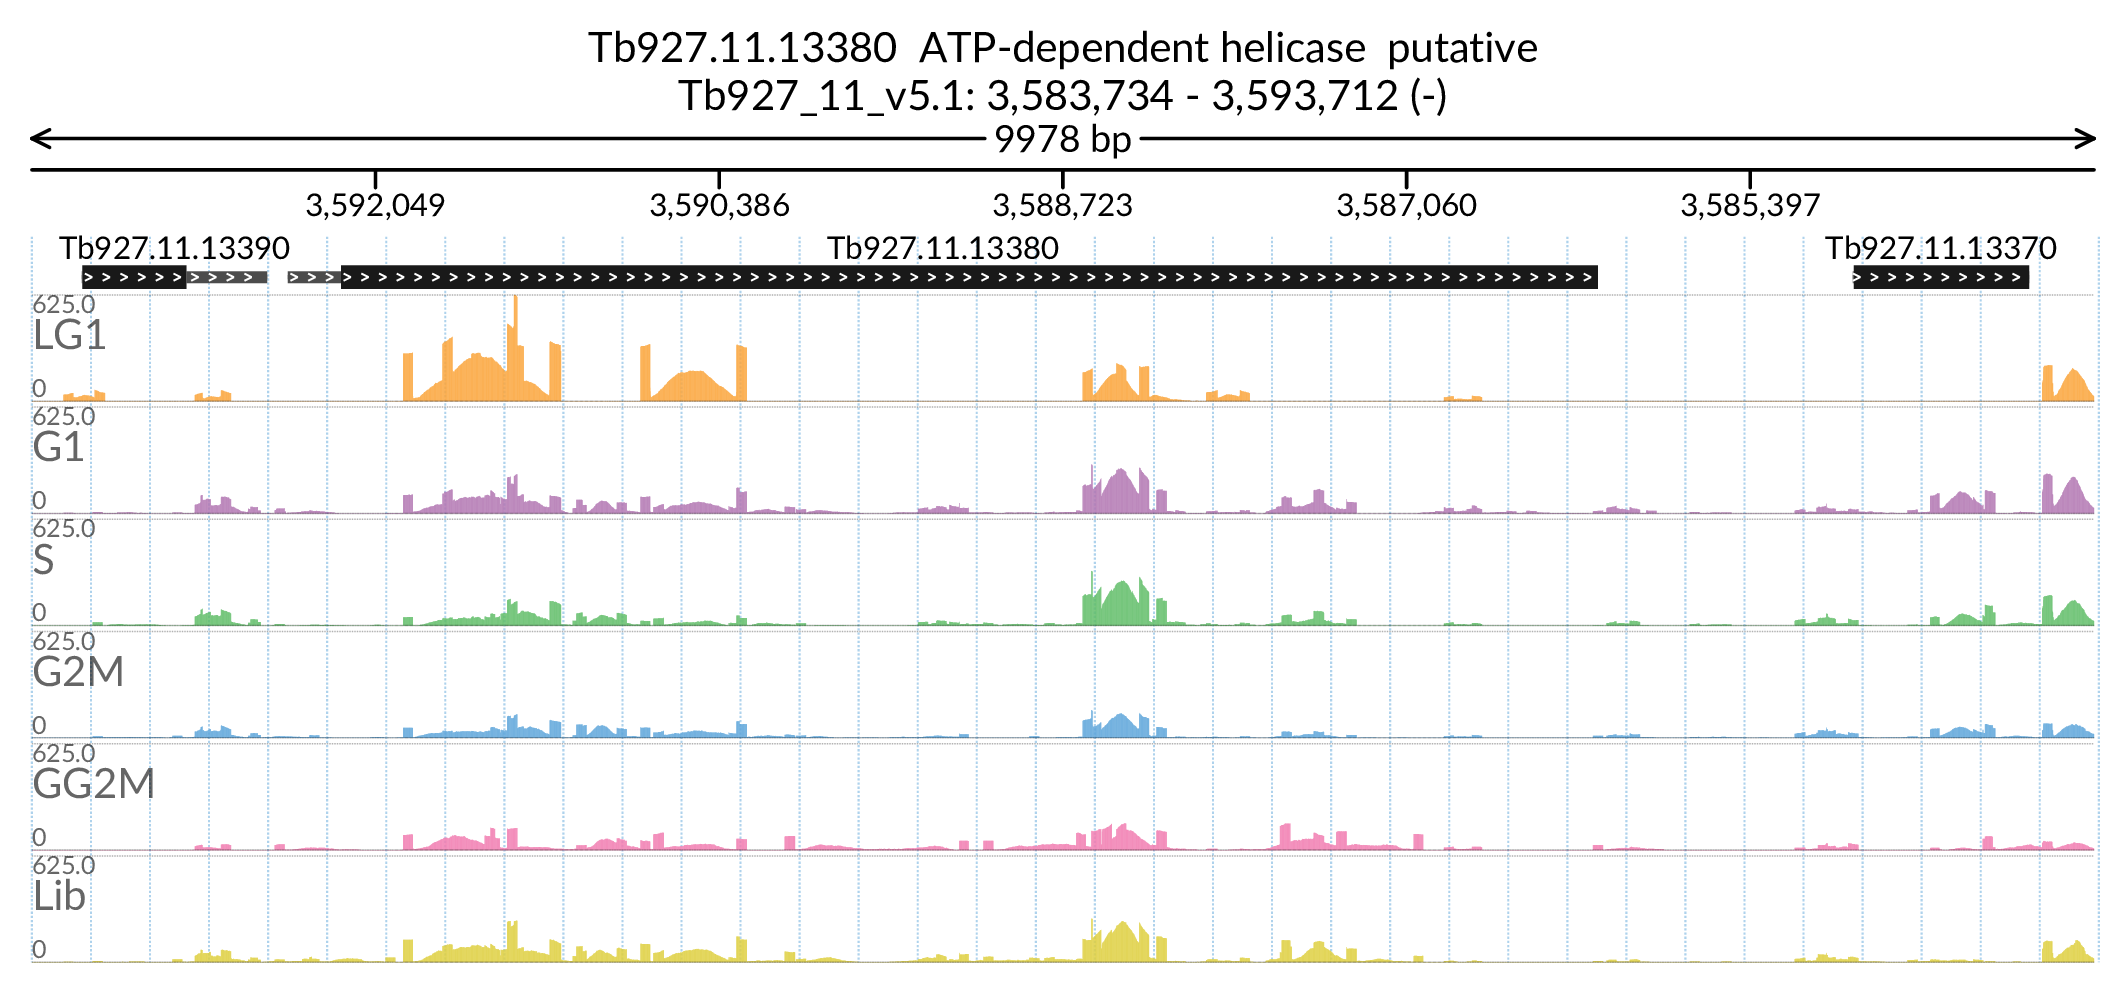 Tb927.11.13380  ATP-dependent helicase  putative
Tb927_11_v5.1: 3,583,734 - 3,593,712 (-)
9978 bp
3,592,049 3,590,386 3,588,723 3,587,060 3,585,397
Tb927.11.13390 Tb927.11.13380 Tb927.11.13370
625.0
LG1
0
625.0
G1
0
625.0
S
0
625.0
G2M
0
625.0
GG2M
0
625.0
Lib
0